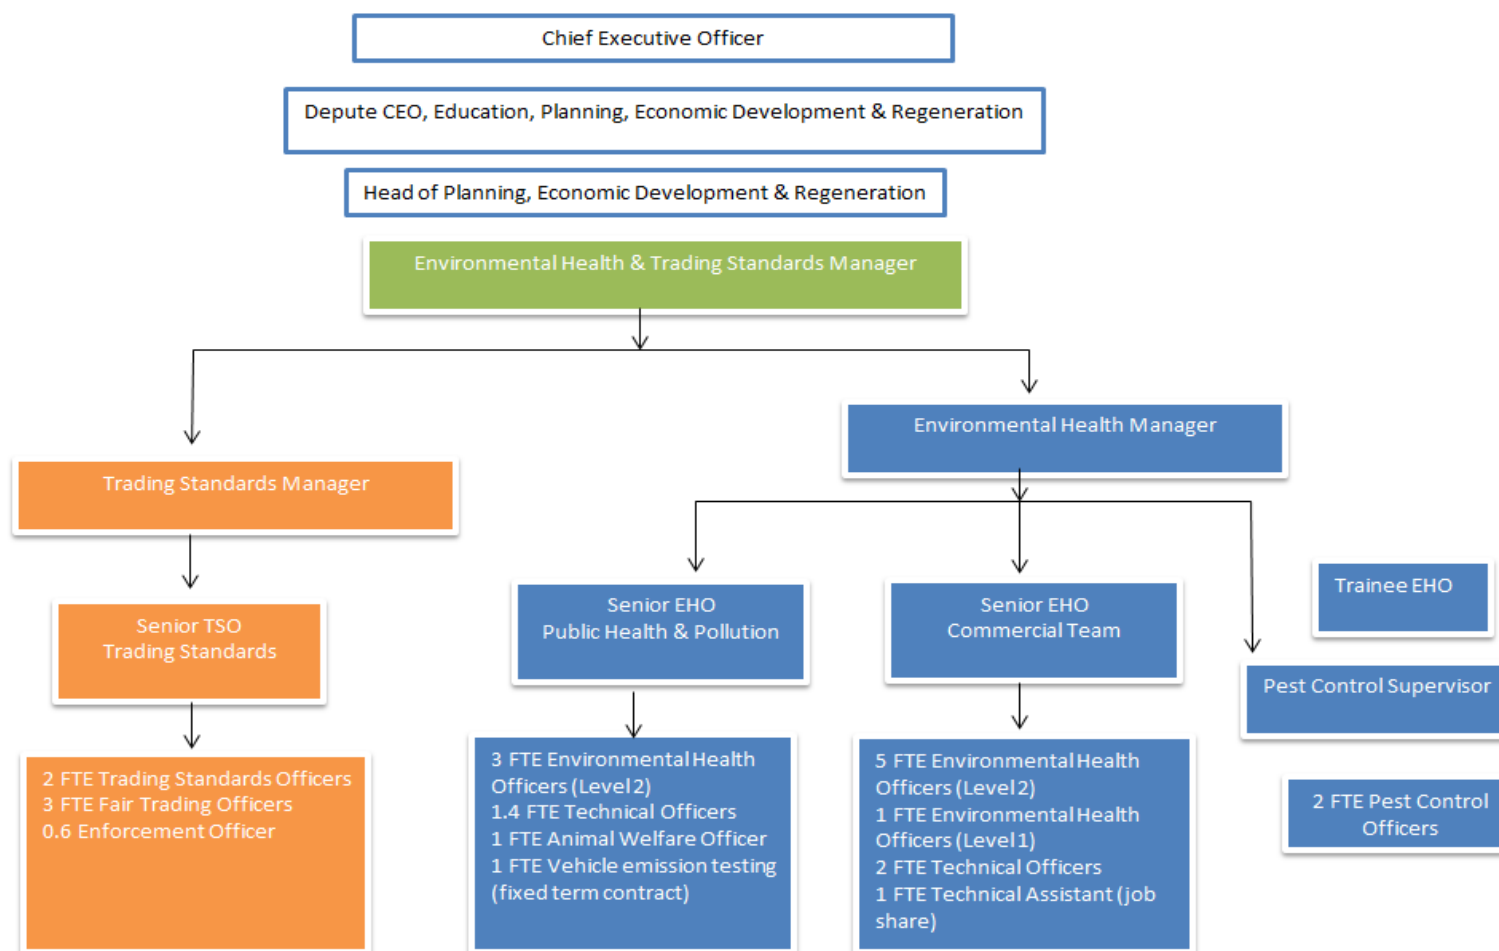 Chief Executive Officer
Depute CEO, Education, Planning, Economic Development & Regeneration
Head of Planning, Economic Development & Regeneration
Environmental Health & Trading Standards Manager
Environmental Health Manager
Trading Standards Manager
Senior TSO
Trading Standards
Senior EHO
Public Health & Pollution
Senior EHO
Commercial Team
Trainee EHO
Pest Control Supervisor
2 FTE Trading Standards Officers
3 FTE Fair Trading Officers
0.6 Enforcement Officer
3 FTE Environmental Health
Officers (Level 2)
1.4 FTE Technical Officers
1 FTE Animal Welfare Officer
1 FTE Vehicle emission testing
(fixed term contract)
5 FTE Environmental Health
Officers (Level 2)
1 FTE Environmental Health
Officers (Level 1)
2 FTE Technical Officers
1 FTE Technical Assistant (job
share)
2 FTE Pest Control
Officers